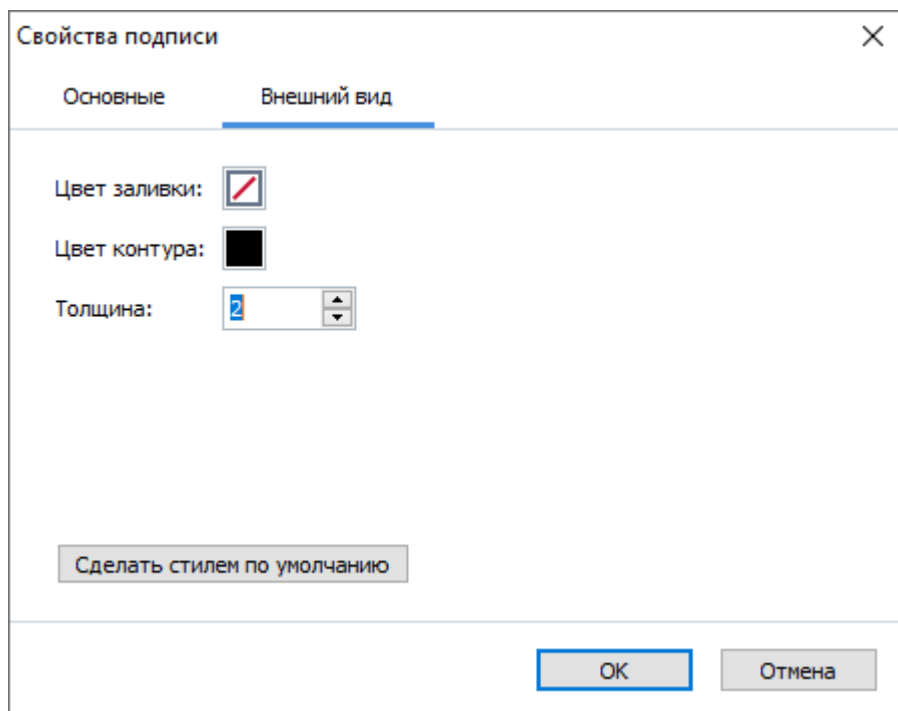 Свойства подписи
Основные Внешний вид
Цвет заливки:
Цвет контура:
Толщина: 2
Сделать стилем по умолчанию
OK Отмена